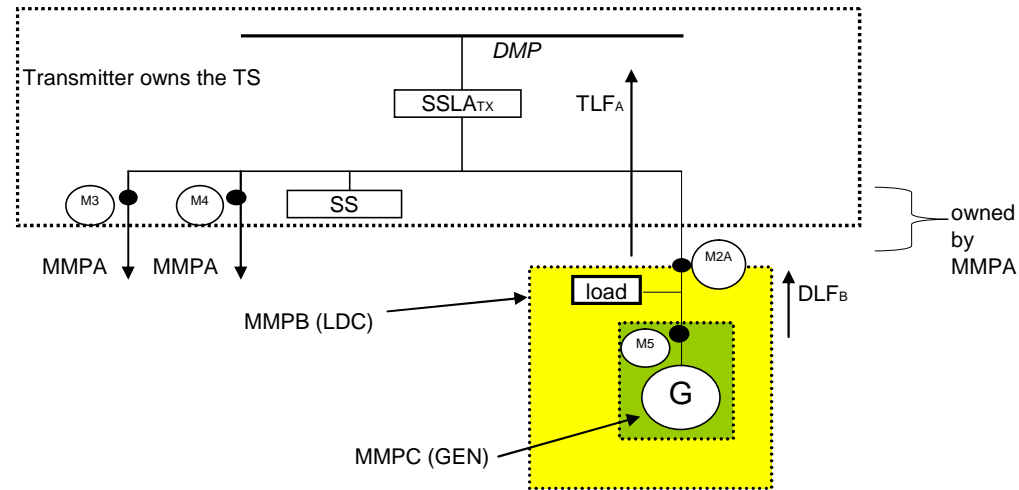 DMP
Transmitter owns the TS
SSLATX
TLFA
M3
M4
SS
owned
by
MMPA
MMPA
MMPA
M2A
load
DLFB
MMPB (LDC)
M5
G
MMPC (GEN)